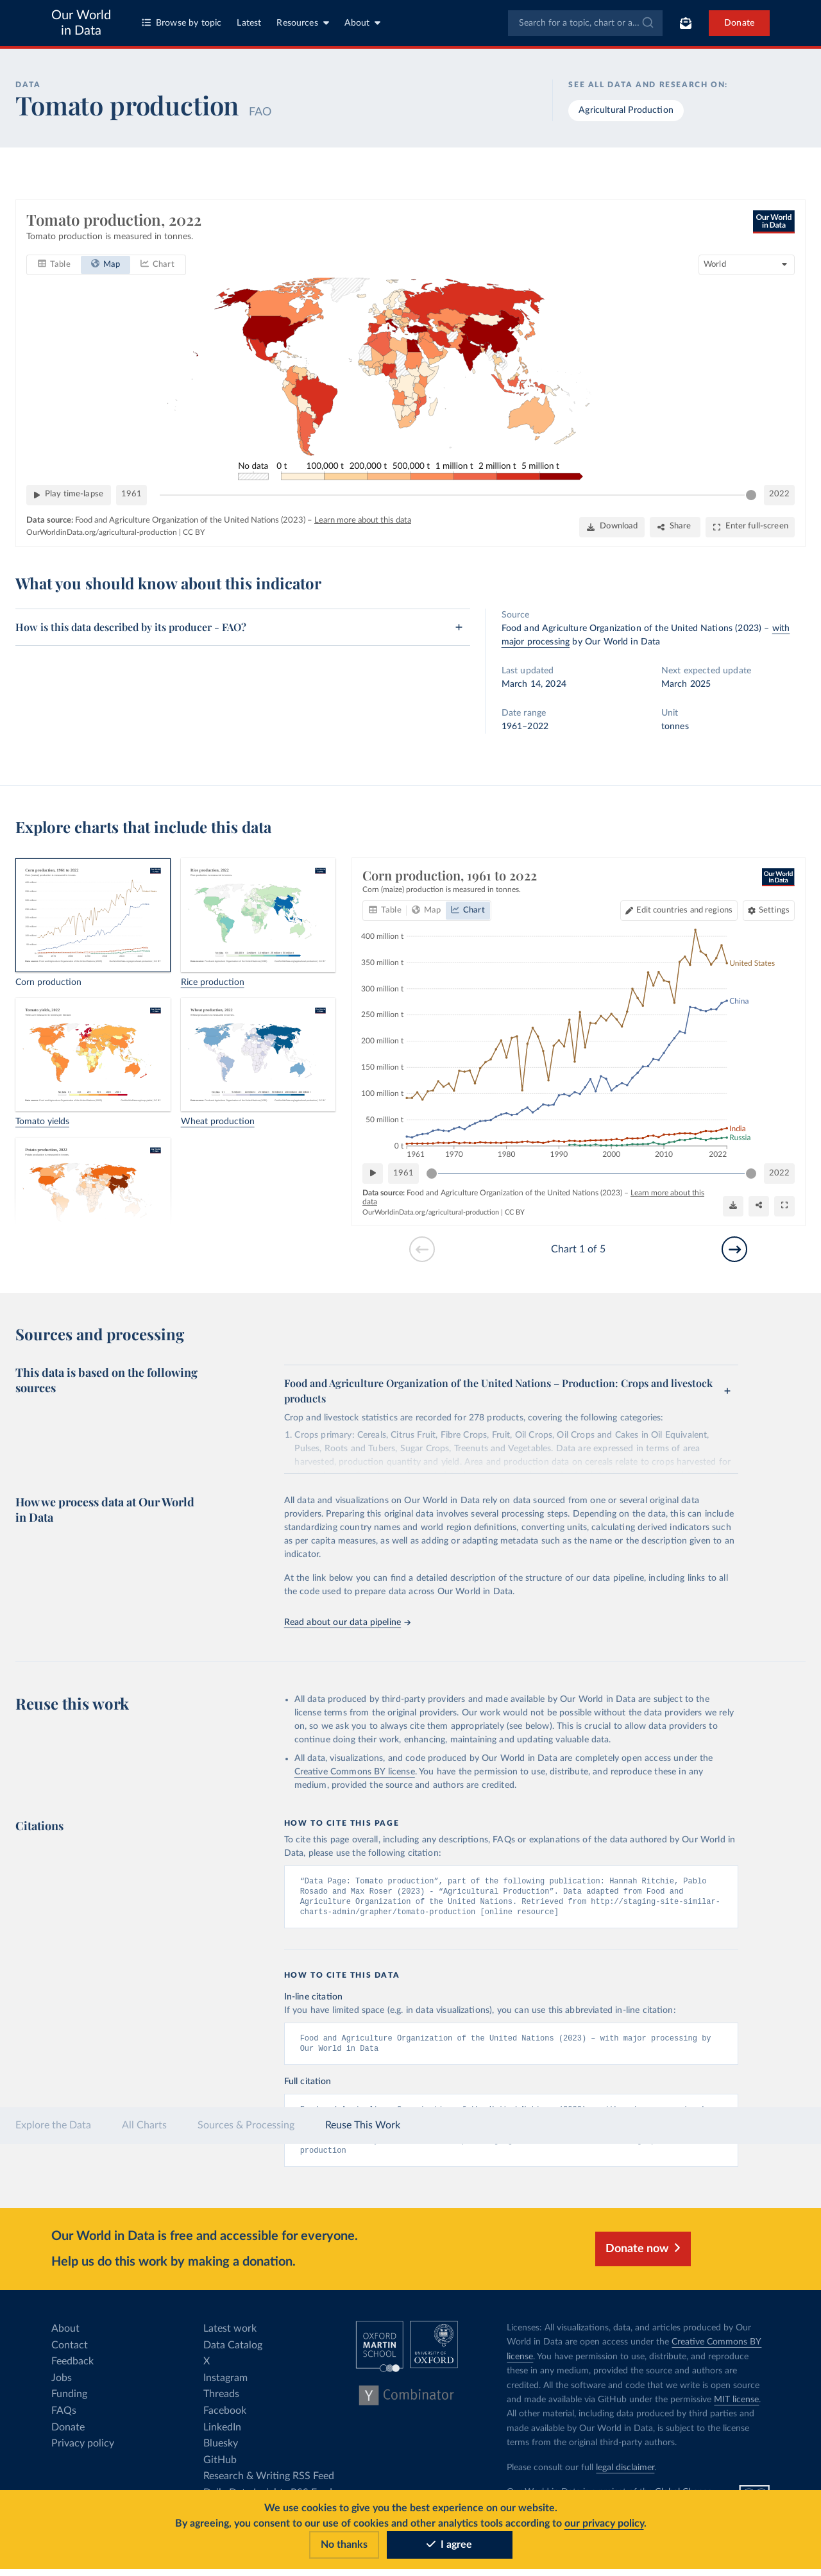 Our World
in Data
Browse by topic
Latest
Resources
About
Search for a topic, chart or a...
Donate
DATA
Tomato production FAO
SEE ALL DATA AND RESEARCH ON:
Agricultural Production
Tomato production, 2022
Tomato production is measured in tonnes.
Our World
in Data
Table
Map
Chart
World
No data 0 t 100,000 t 200,000 t 500,000 t 1 million t 2 million t 5 million t
Play time-lapse
1961
2022
Data source: Food and Agriculture Organization of the United Nations (2023) – Learn more about this data
OurWorldinData.org/agricultural-production | CC BY
Download
Share
Enter full-screen
What you should know about this indicator
How is this data described by its producer - FAO?
+
Source
Food and Agriculture Organization of the United Nations (2023) – with
major processing by Our World in Data
Last updated
March 14, 2024
Next expected update
March 2025
Date range
1961–2022
Unit
tonnes
Explore charts that include this data
Corn production, 1961 to 2022
Rice production, 2022
Corn production
Rice production
Tomato yields, 2022
Wheat production, 2022
Tomato yields
Wheat production
Potato production, 2022
Corn production, 1961 to 2022
Corn (maize) production is measured in tonnes.
Our World
in Data
Table
Map
Chart
Edit countries and regions
Settings
400 million t
350 million t
300 million t
250 million t
200 million t
150 million t
100 million t
50 million t
0 t
United States
China
India
Russia
1961 1970 1980 1990 2000 2010 2022
1961
2022
Data source: Food and Agriculture Organization of the United Nations (2023) – Learn more about this
data
OurWorldinData.org/agricultural-production | CC BY
Chart 1 of 5
Sources and processing
This data is based on the following
sources
Food and Agriculture Organization of the United Nations – Production: Crops and livestock
products
+
Crop and livestock statistics are recorded for 278 products, covering the following categories:
1. Crops primary: Cereals, Citrus Fruit, Fibre Crops, Fruit, Oil Crops, Oil Crops and Cakes in Oil Equivalent,
Pulses, Roots and Tubers, Sugar Crops, Treenuts and Vegetables. Data are expressed in terms of area
harvested, production quantity and yield. Area and production data on cereals relate to crops harvested for
How we process data at Our World
in Data
All data and visualizations on Our World in Data rely on data sourced from one or several original data
providers. Preparing this original data involves several processing steps. Depending on the data, this can include
standardizing country names and world region definitions, converting units, calculating derived indicators such
as per capita measures, as well as adding or adapting metadata such as the name or the description given to an
indicator.
At the link below you can find a detailed description of the structure of our data pipeline, including links to all
the code used to prepare data across Our World in Data.
Read about our data pipeline →
Reuse this work
• All data produced by third-party providers and made available by Our World in Data are subject to the
license terms from the original providers. Our work would not be possible without the data providers we rely
on, so we ask you to always cite them appropriately (see below). This is crucial to allow data providers to
continue doing their work, enhancing, maintaining and updating valuable data.
• All data, visualizations, and code produced by Our World in Data are completely open access under the
Creative Commons BY license. You have the permission to use, distribute, and reproduce these in any
medium, provided the source and authors are credited.
Citations
HOW TO CITE THIS PAGE
To cite this page overall, including any descriptions, FAQs or explanations of the data authored by Our World in
Data, please use the following citation:
“Data Page: Tomato production”, part of the following publication: Hannah Ritchie, Pablo
Rosado and Max Roser (2023) - “Agricultural Production”. Data adapted from Food and
Agriculture Organization of the United Nations. Retrieved from http://staging-site-similar-
charts-admin/grapher/tomato-production [online resource]
HOW TO CITE THIS DATA
In-line citation
If you have limited space (e.g. in data visualizations), you can use this abbreviated in-line citation:
Food and Agriculture Organization of the United Nations (2023) – with major processing by
Our World in Data
Full citation
Explore the Data
All Charts
Sources & Processing
Reuse This Work
production
Our World in Data is free and accessible for everyone.
Help us do this work by making a donation.
Donate now
About
Contact
Feedback
Jobs
Funding
FAQs
Donate
Privacy policy
Latest work
Data Catalog
X
Instagram
Threads
Facebook
LinkedIn
Bluesky
GitHub
Research & Writing RSS Feed
OXFORD
MARTIN
SCHOOL
UNIVERSITY OF
OXFORD
Y Combinator
Licenses: All visualizations, data, and articles produced by Our
World in Data are open access under the Creative Commons BY
license. You have permission to use, distribute, and reproduce
these in any medium, provided the source and authors are
credited. All the software and code that we write is open source
and made available via GitHub under the permissive MIT license.
All other material, including data produced by third parties and
made available by Our World in Data, is subject to the license
terms from the original third-party authors.
Please consult our full legal disclaimer.
We use cookies to give you the best experience on our website.
By agreeing, you consent to our use of cookies and other analytics tools according to our privacy policy.
No thanks
I agree